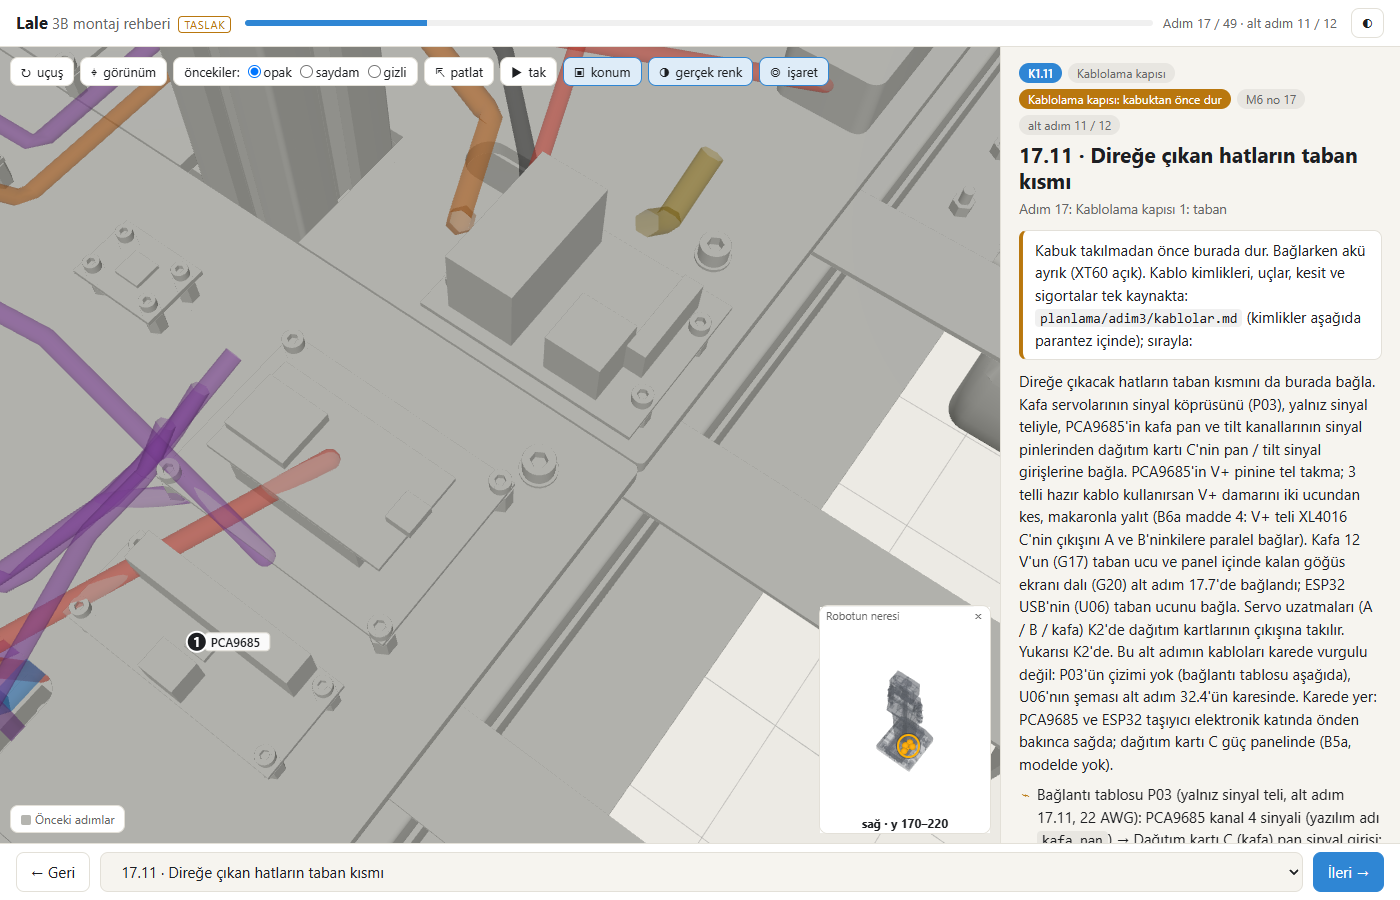 Lale 3B montaj rehberi TASLAK
Adım 17 / 49 · alt adım 11 / 12
↻ uçuş
⌖ görünüm
öncekiler: opak saydam gizli
⇱ patlat
▶ tak
▣ konum
◑ gerçek renk
◎ işaret
1 PCA9685
Önceki adımlar
Robotun neresi ×
sağ · y 170–220
K1.11 Kablolama kapısı
Kablolama kapısı: kabuktan önce dur M6 no 17
alt adım 11 / 12
17.11 · Direğe çıkan hatların taban
kısmı
Adım 17: Kablolama kapısı 1: taban
Kabuk takılmadan önce burada dur. Bağlarken akü
ayrık (XT60 açık). Kablo kimlikleri, uçlar, kesit ve
sigortalar tek kaynakta:
planlama/adim3/kablolar.md (kimlikler aşağıda
parantez içinde); sırayla:
Direğe çıkacak hatların taban kısmını da burada bağla.
Kafa servolarının sinyal köprüsünü (P03), yalnız sinyal
teliyle, PCA9685'in kafa pan ve tilt kanallarının sinyal
pinlerinden dağıtım kartı C'nin pan / tilt sinyal
girişlerine bağla. PCA9685'in V+ pinine tel takma; 3
telli hazır kablo kullanırsan V+ damarını iki ucundan
kes, makaronla yalıt (B6a madde 4: V+ teli XL4016
C'nin çıkışını A ve B'ninkilere paralel bağlar). Kafa 12
V'un (G17) taban ucu ve panel içinde kalan göğüs
ekranı dalı (G20) alt adım 17.7'de bağlandı; ESP32
USB'nin (U06) taban ucunu bağla. Servo uzatmaları (A
/ B / kafa) K2'de dağıtım kartlarının çıkışına takılır.
Yukarısı K2'de. Bu alt adımın kabloları karede vurgulu
değil: P03'ün çizimi yok (bağlantı tablosu aşağıda),
U06'nın şeması alt adım 32.4'ün karesinde. Karede yer:
PCA9685 ve ESP32 taşıyıcı elektronik katında önden
bakınca sağda; dağıtım kartı C güç panelinde (B5a,
modelde yok).
Bağlantı tablosu P03 (yalnız sinyal teli, alt adım
17.11, 22 AWG): PCA9685 kanal 4 sinyali (yazılım adı
kafa_pan) → Dağıtım kartı C (kafa) pan sinyal girişi;
← Geri
17.11 · Direğe çıkan hatların taban kısmı
İleri →